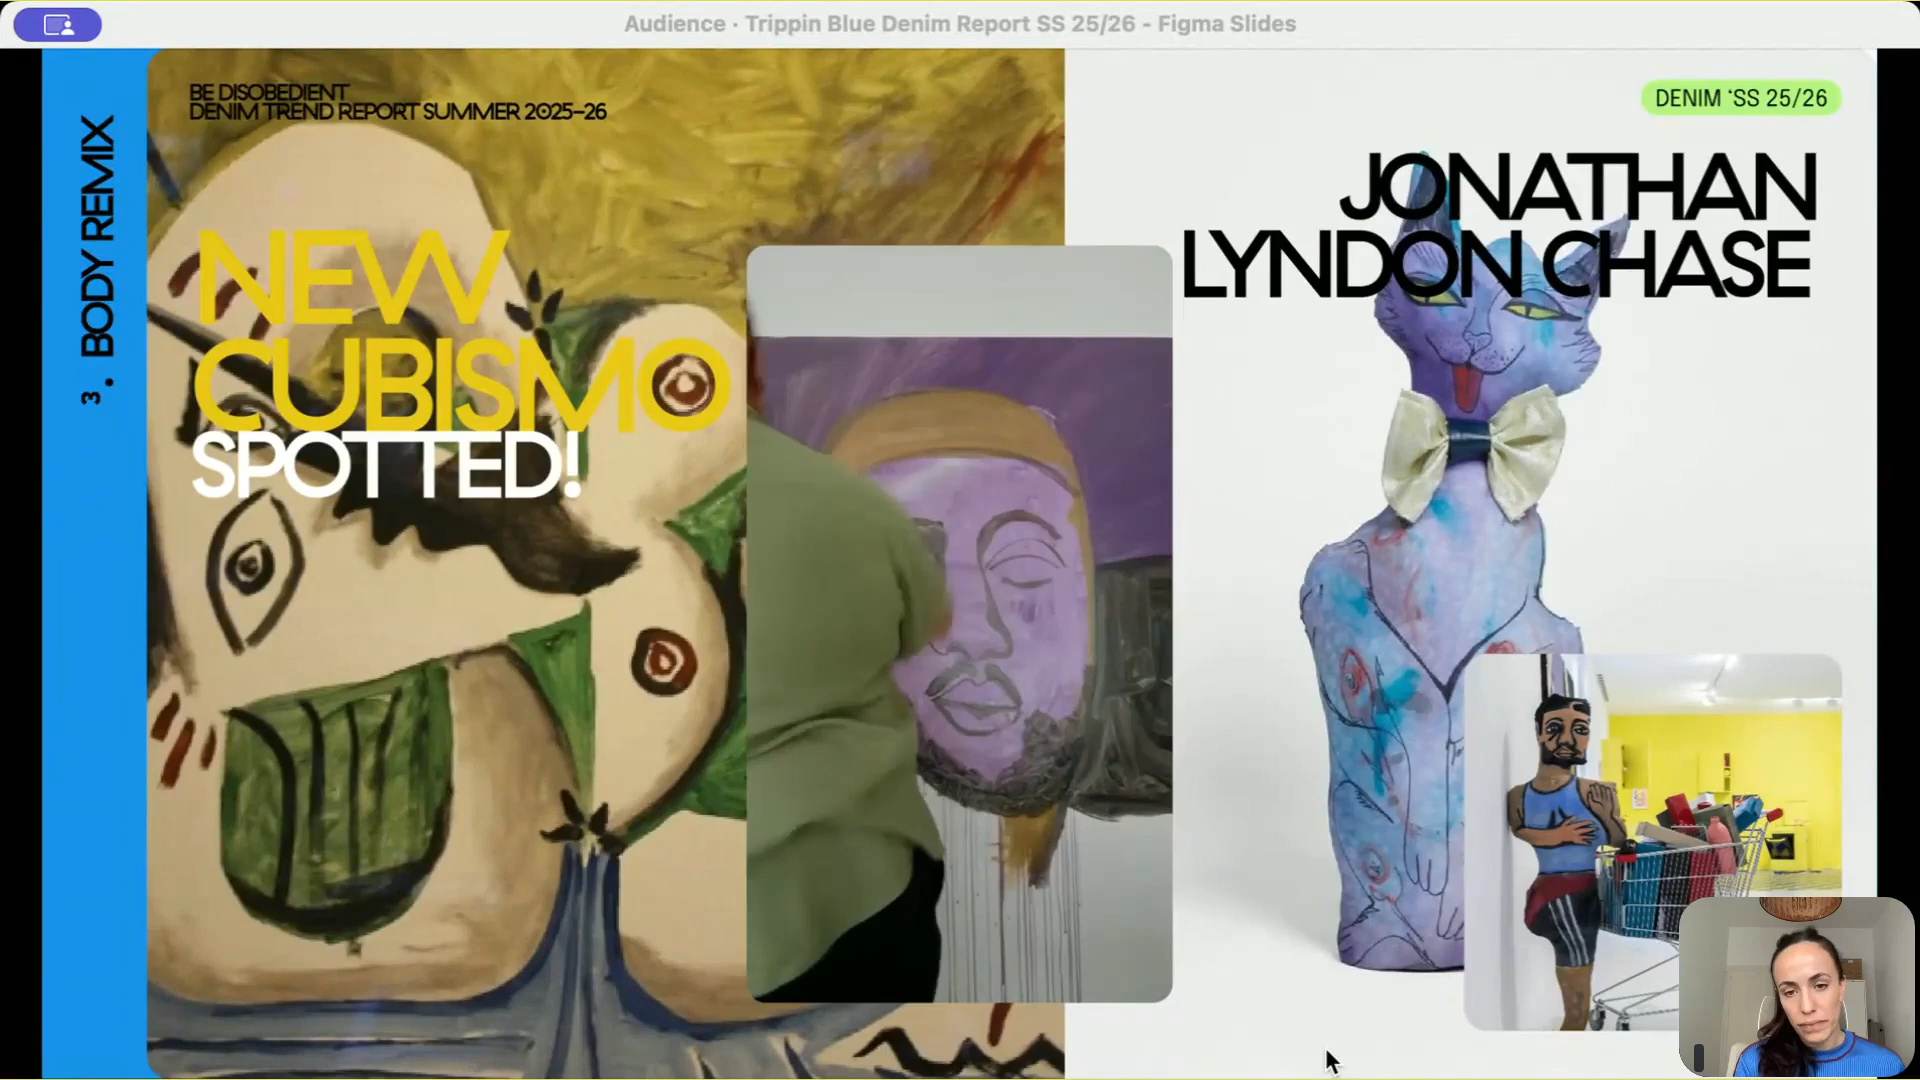 Audience · Trippin Blue Denim Report SS 25/26 - Figma Slides
BE DISOBEDIENT
DENIM TREND REPORT SUMMER 2025–26
3. BODY REMIX
NEW
CUBISMO
SPOTTED!
DENIM ‘SS 25/26
JONATHAN
LYNDON CHASE